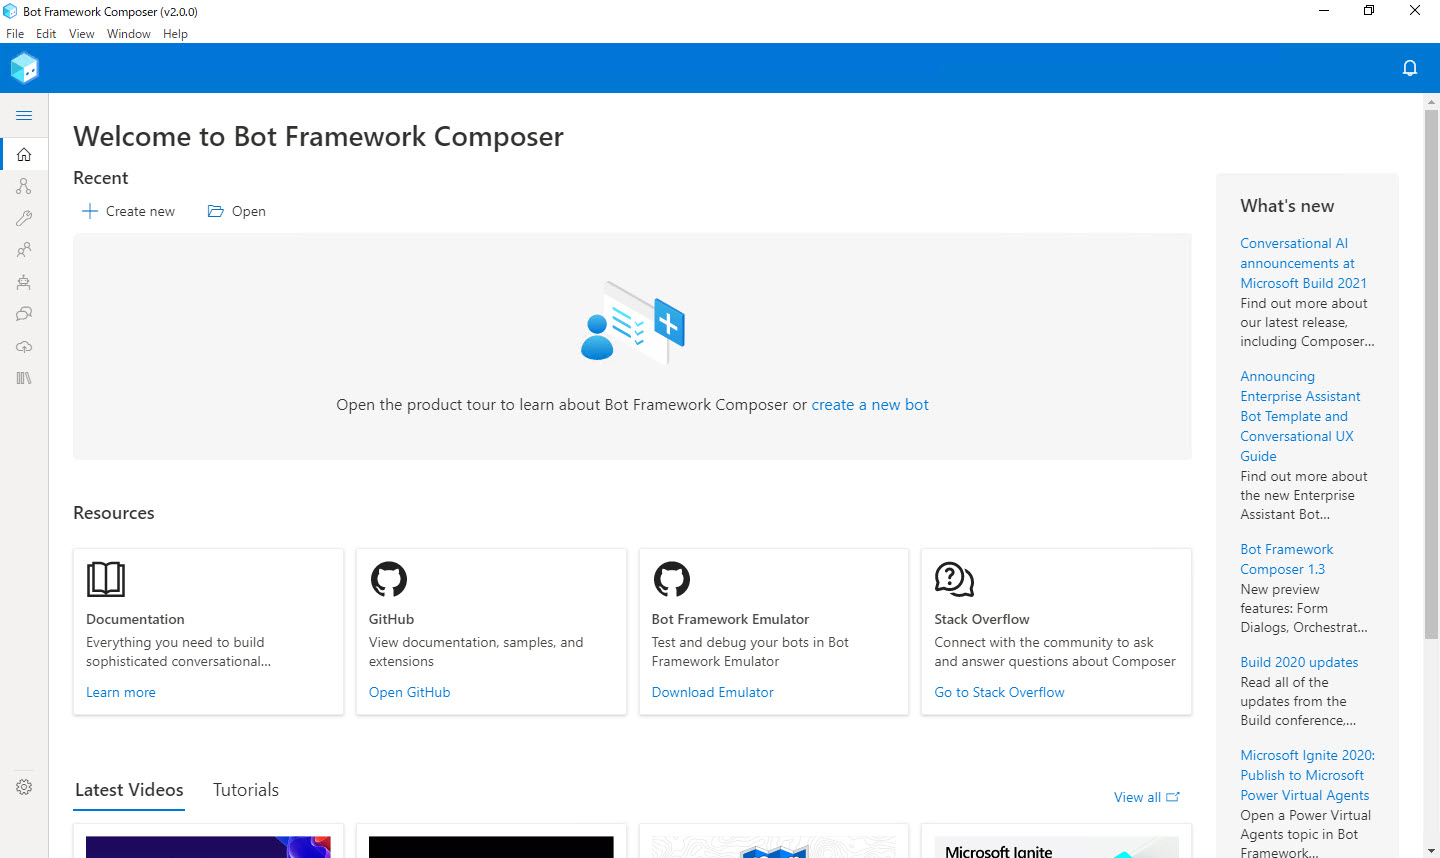 Bot Framework Composer (v2.0.0)
File Edit View Window Help
Welcome to Bot Framework Composer
Recent
Create new Open
Open the product tour to learn about Bot Framework Composer or create a new bot
Resources
Documentation
Everything you need to build
sophisticated conversational...
Learn more
GitHub
View documentation, samples, and
extensions
Open GitHub
Bot Framework Emulator
Test and debug your bots in Bot
Framework Emulator
Download Emulator
Stack Overflow
Connect with the community to ask
and answer questions about Composer
Go to Stack Overflow
Latest Videos Tutorials
View all
Microsoft Ignite
What's new
Conversational AI
announcements at
Microsoft Build 2021
Find out more about
our latest release,
including Composer...
Announcing
Enterprise Assistant
Bot Template and
Conversational UX
Guide
Find out more about
the new Enterprise
Assistant Bot...
Bot Framework
Composer 1.3
New preview
features: Form
Dialogs, Orchestrat...
Build 2020 updates
Read all of the
updates from the
Build conference,...
Microsoft Ignite 2020:
Publish to Microsoft
Power Virtual Agents
Open a Power Virtual
Agents topic in Bot
Framework...